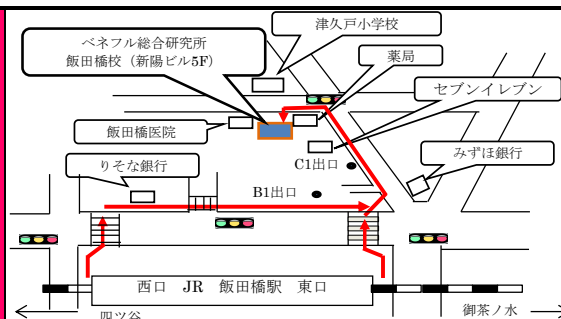 津久戸小学校
ベネフル総合研究所
飯田橋校（新陽ビル5F）
薬局
セブンイレブン
飯田橋医院
みずほ銀行
りそな銀行
C1出口
B1出口
西口 JR 飯田橋駅 東口
四ツ谷
御茶ノ水